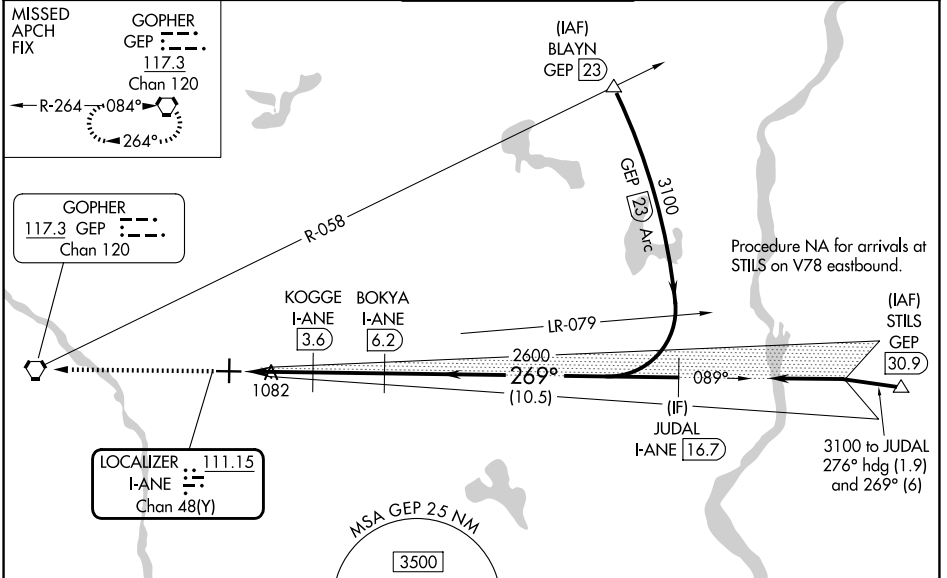 MISSED
APCH
FIX
GOPHER
GEP
117.3
Chan 120
R-264
084°
264°
(IAF)
BLAYN
GEP 23
GOPHER
117.3 GEP
Chan 120
R-058
3100
GEP 23 Arc
Procedure NA for arrivals at
STILS on V78 eastbound.
(IAF)
STILS
GEP
30.9
KOGGE
I-ANE
3.6
BOKYA
I-ANE
6.2
LR-079
2600
269°
(10.5)
089°
1082
(IF)
JUDAL
I-ANE 16.7
3100 to JUDAL
276° hdg (1.9)
and 269° (6)
LOCALIZER 111.15
I-ANE
Chan 48(Y)
MSA GEP 25 NM
3500